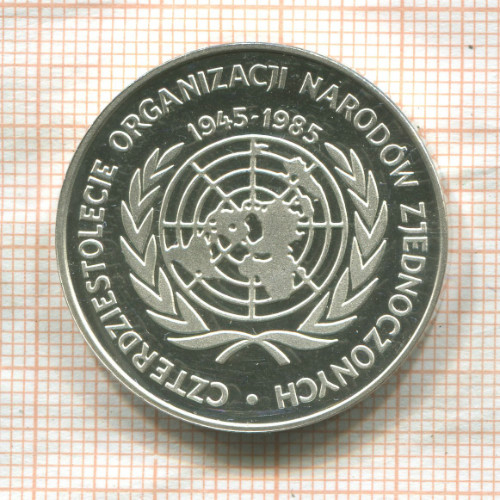 CZTERDZIESTOLECIE ORGANIZACJI NARODÓW ZJEDNOCZONYCH •
1945-1985